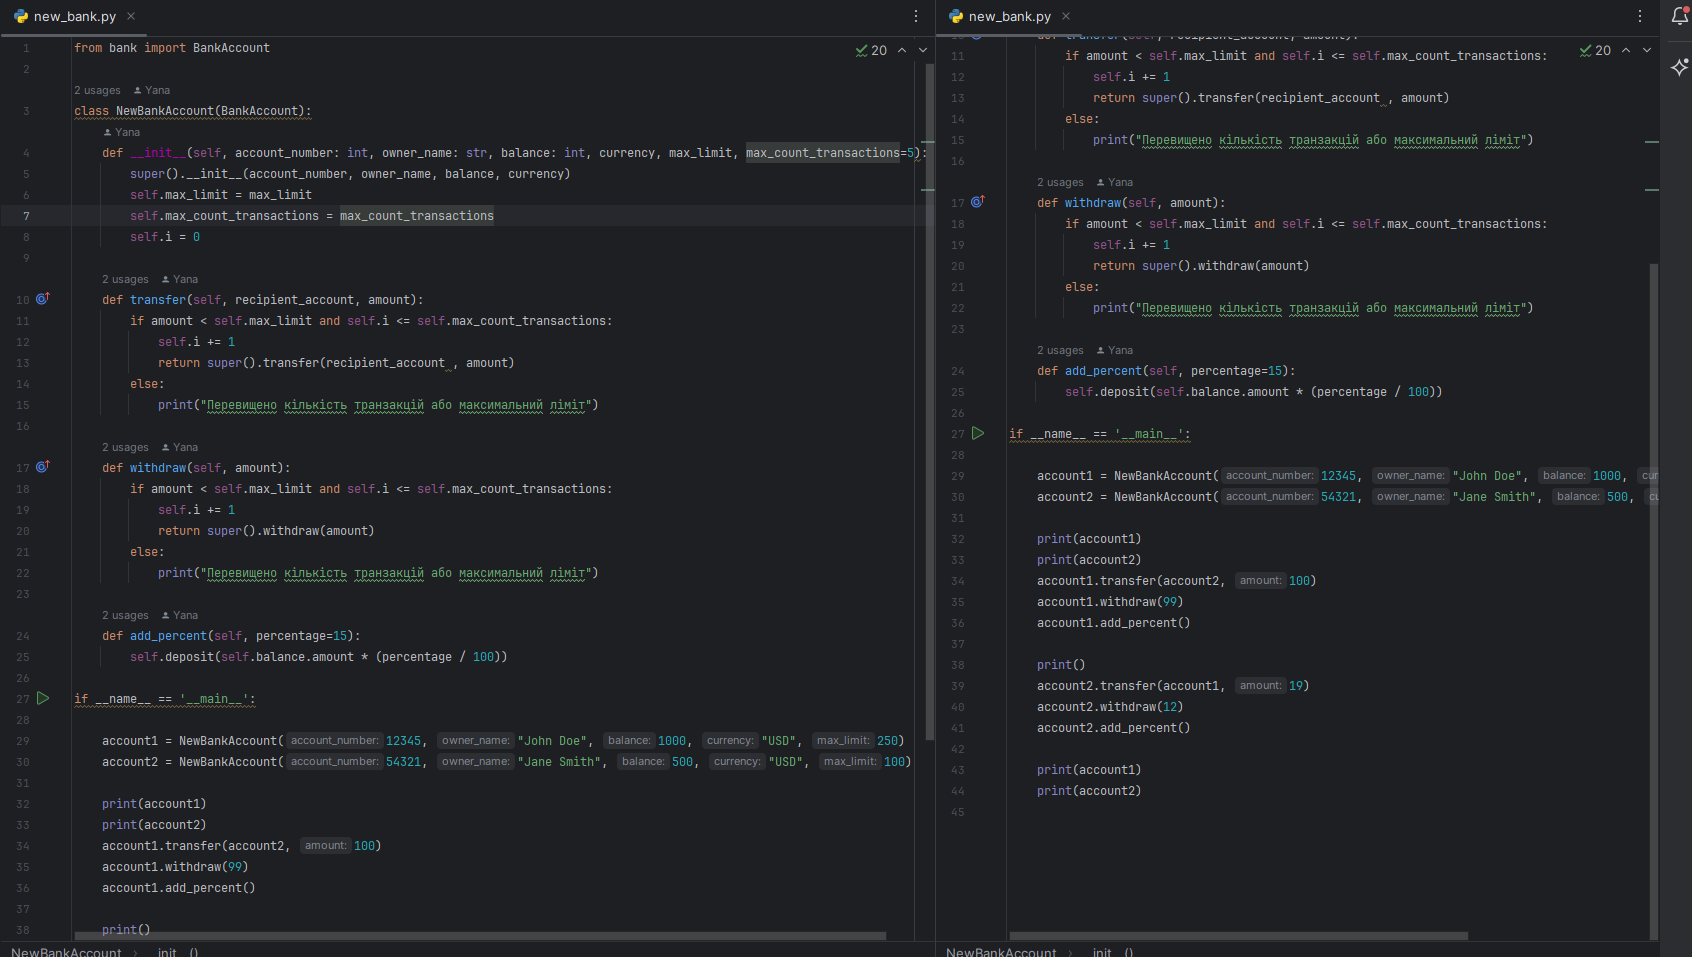 new_bank.py
20
1 from bank import BankAccount
2
2 usages Yana
3 class NewBankAccount(BankAccount):
Yana
4 def __init__(self, account_number: int, owner_name: str, balance: int, currency, max_limit, max_count_transactions=5):
5 super().__init__(account_number, owner_name, balance, currency)
6 self.max_limit = max_limit
7 self.max_count_transactions = max_count_transactions
8 self.i = 0
9
2 usages Yana
10 def transfer(self, recipient_account, amount):
11 if amount < self.max_limit and self.i <= self.max_count_transactions:
12 self.i += 1
13 return super().transfer(recipient_account , amount)
14 else:
15 print("Перевищено кількість транзакцій або максимальний ліміт")
16
2 usages Yana
17 def withdraw(self, amount):
18 if amount < self.max_limit and self.i <= self.max_count_transactions:
19 self.i += 1
20 return super().withdraw(amount)
21 else:
22 print("Перевищено кількість транзакцій або максимальний ліміт")
23
2 usages Yana
24 def add_percent(self, percentage=15):
25 self.deposit(self.balance.amount * (percentage / 100))
26
27 if __name__ == '__main__':
28
29 account1 = NewBankAccount( account_number: 12345, owner_name: "John Doe", balance: 1000, currency: "USD", max_limit: 250)
30 account2 = NewBankAccount( account_number: 54321, owner_name: "Jane Smith", balance: 500, currency: "USD", max_limit: 100)
31
32 print(account1)
33 print(account2)
34 account1.transfer(account2, amount: 100)
35 account1.withdraw(99)
36 account1.add_percent()
37
38 print()
NewBankAccount > __init__()
new_bank.py
20
10 def transfer(self, recipient_account, amount):
11 if amount < self.max_limit and self.i <= self.max_count_transactions:
12 self.i += 1
13 return super().transfer(recipient_account , amount)
14 else:
15 print("Перевищено кількість транзакцій або максимальний ліміт")
16
2 usages Yana
17 def withdraw(self, amount):
18 if amount < self.max_limit and self.i <= self.max_count_transactions:
19 self.i += 1
20 return super().withdraw(amount)
21 else:
22 print("Перевищено кількість транзакцій або максимальний ліміт")
23
2 usages Yana
24 def add_percent(self, percentage=15):
25 self.deposit(self.balance.amount * (percentage / 100))
26
27 if __name__ == '__main__':
28
29 account1 = NewBankAccount( account_number: 12345, owner_name: "John Doe", balance: 1000, cur
30 account2 = NewBankAccount( account_number: 54321, owner_name: "Jane Smith", balance: 500, c
31
32 print(account1)
33 print(account2)
34 account1.transfer(account2, amount: 100)
35 account1.withdraw(99)
36 account1.add_percent()
37
38 print()
39 account2.transfer(account1, amount: 19)
40 account2.withdraw(12)
41 account2.add_percent()
42
43 print(account1)
44 print(account2)
45
NewBankAccount > __init__()